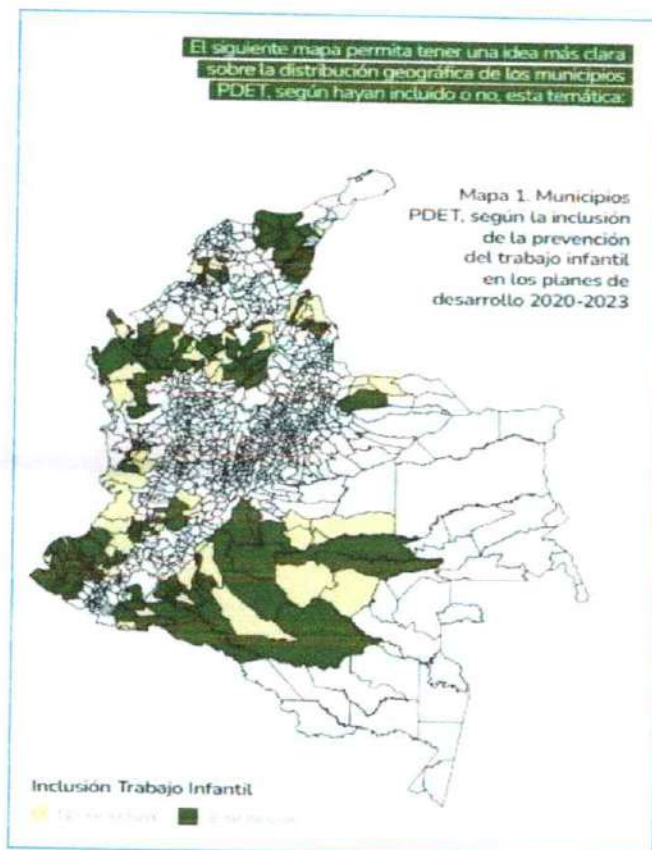 El siguiente mapa permita tener una idea más clara
sobre la distribución geográfica de los municipios
PDET, según hayan incluido o no, esta temática:
Mapa 1. Municipios
PDET, según la inclusión
de la prevención
del trabajo infantil
en los planes de
desarrollo 2020-2023
Inclusión Trabajo Infantil